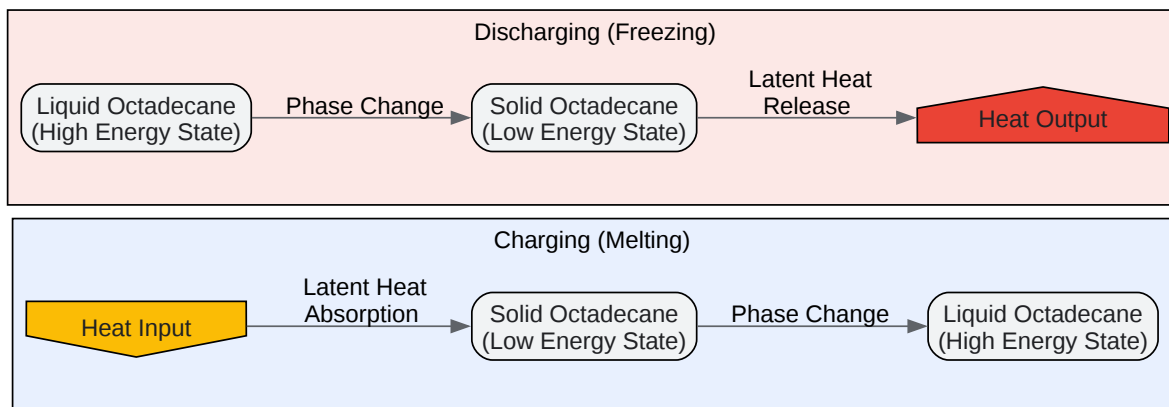 Discharging (Freezing)
Liquid Octadecane
(High Energy State)
Phase Change
Solid Octadecane
(Low Energy State)
Latent Heat
Release
Heat Output
Charging (Melting)
Heat Input
Latent Heat
Absorption
Solid Octadecane
(Low Energy State)
Phase Change
Liquid Octadecane
(High Energy State)